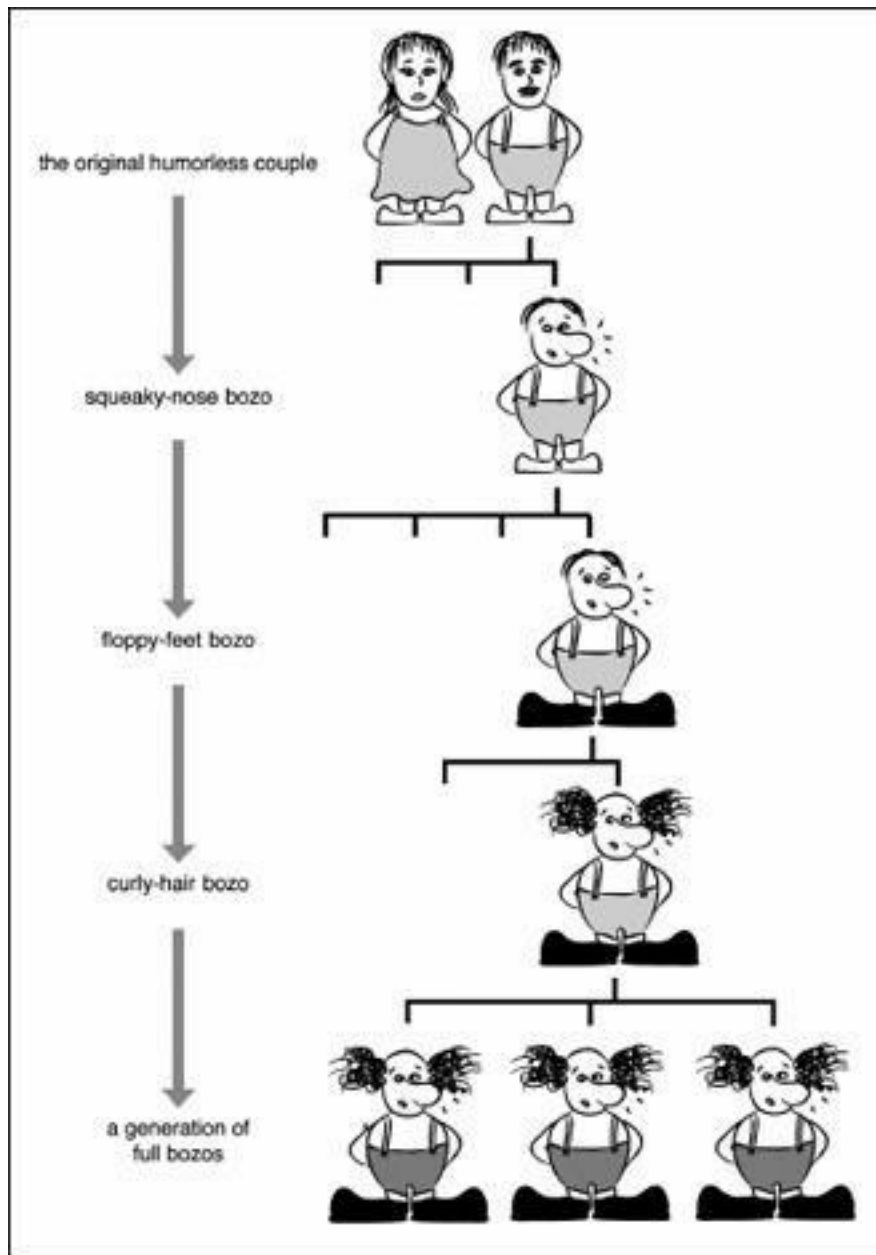 the original humorless couple
squeaky-nose bozo
floppy-feet bozo
curly-hair bozo
a generation of
full bozos